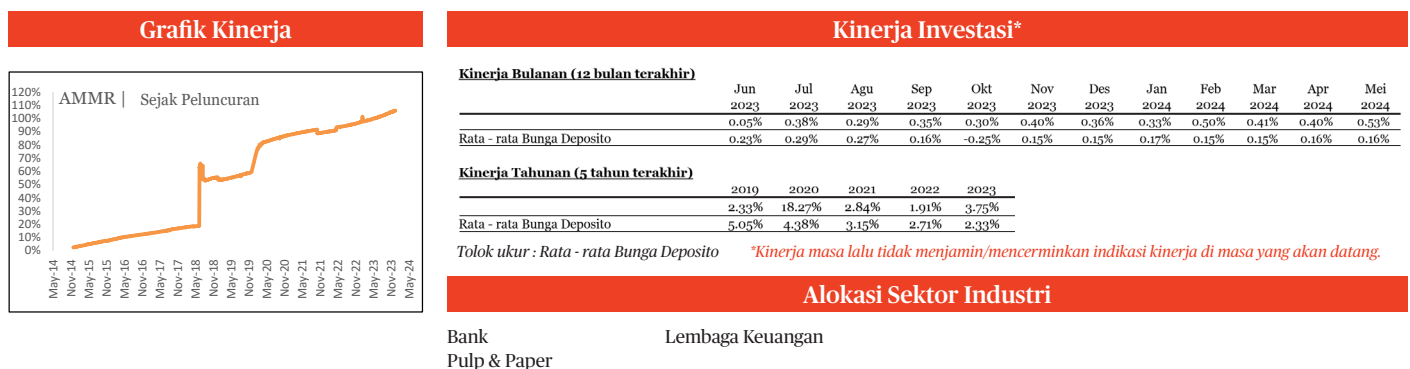 Grafik Kinerja
AMMR | Sejak Peluncuran
120%
110%
100%
90%
80%
70%
60%
50%
40%
30%
20%
10%
0%
May-14 Nov-14 May-15 Nov-15 May-16 Nov-16 May-17 Nov-17 May-18 Nov-18 May-19 Nov-19 May-20 Nov-20 May-21 Nov-21 May-22 Nov-22 May-23 Nov-23 May-24
Kinerja Investasi*
Kinerja Bulanan (12 bulan terakhir)
Jun Jul Agu Sep Okt Nov Des Jan Feb Mar Apr Mei
2023 2023 2023 2023 2023 2023 2023 2024 2024 2024 2024 2024
0.05% 0.38% 0.29% 0.35% 0.30% 0.40% 0.36% 0.33% 0.50% 0.41% 0.40% 0.53%
Rata - rata Bunga Deposito 0.23% 0.29% 0.27% 0.16% -0.25% 0.15% 0.15% 0.17% 0.15% 0.15% 0.16% 0.16%
Kinerja Tahunan (5 tahun terakhir)
2019 2020 2021 2022 2023
2.33% 18.27% 2.84% 1.91% 3.75%
Rata - rata Bunga Deposito 5.05% 4.38% 3.15% 2.71% 2.33%
Tolok ukur : Rata - rata Bunga Deposito *Kinerja masa lalu tidak menjamin/mencerminkan indikasi kinerja di masa yang akan datang.
Alokasi Sektor Industri
Bank Lembaga Keuangan
Pulp & Paper